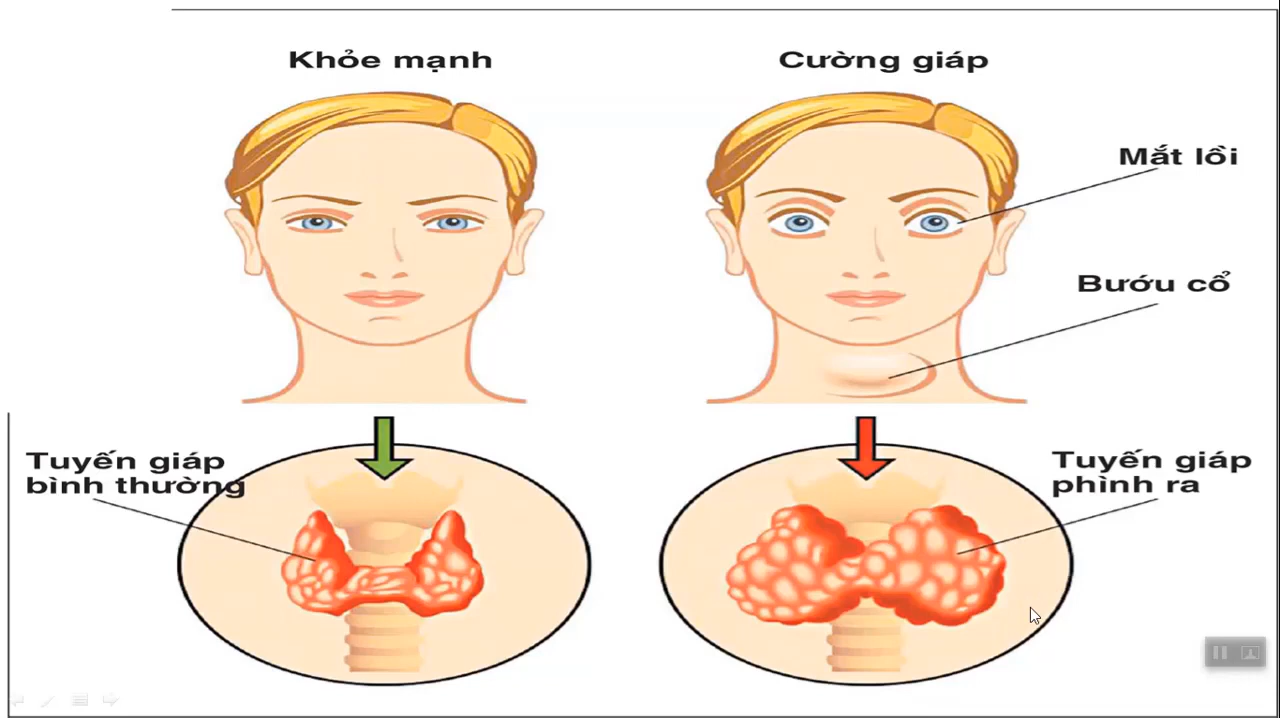 Khỏe mạnh
Cường giáp
Mắt lồi
Bướu cổ
Tuyến giáp
bình thường
Tuyến giáp
phình ra